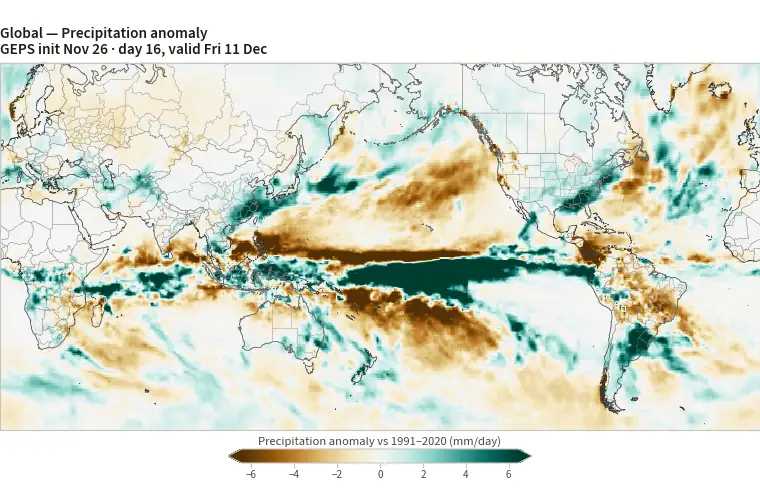 Global — Precipitation anomaly
GEPS init Nov 26 · day 16, valid Fri 11 Dec
Precipitation anomaly vs 1991–2020 (mm/day)
−6 −4 −2 0 2 4 6